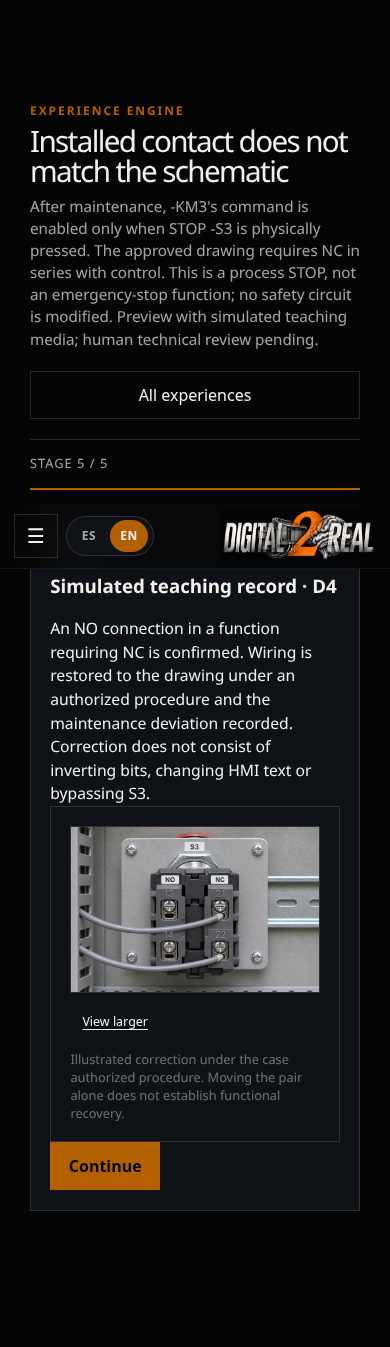 EXPERIENCE ENGINE
Installed contact does not
match the schematic
After maintenance, -KM3's command is
enabled only when STOP -S3 is physically
pressed. The approved drawing requires NC in
series with control. This is a process STOP, not
an emergency-stop function; no safety circuit
is modified. Preview with simulated teaching
media; human technical review pending.
All experiences
STAGE 5 / 5
☰ ES EN DIGITAL 2 REAL
Simulated teaching record · D4
An NO connection in a function
requiring NC is confirmed. Wiring is
restored to the drawing under an
authorized procedure and the
maintenance deviation recorded.
Correction does not consist of
inverting bits, changing HMI text or
bypassing S3.
S3
NO NC
13 21
14 22
View larger
Illustrated correction under the case
authorized procedure. Moving the pair
alone does not establish functional
recovery.
Continue